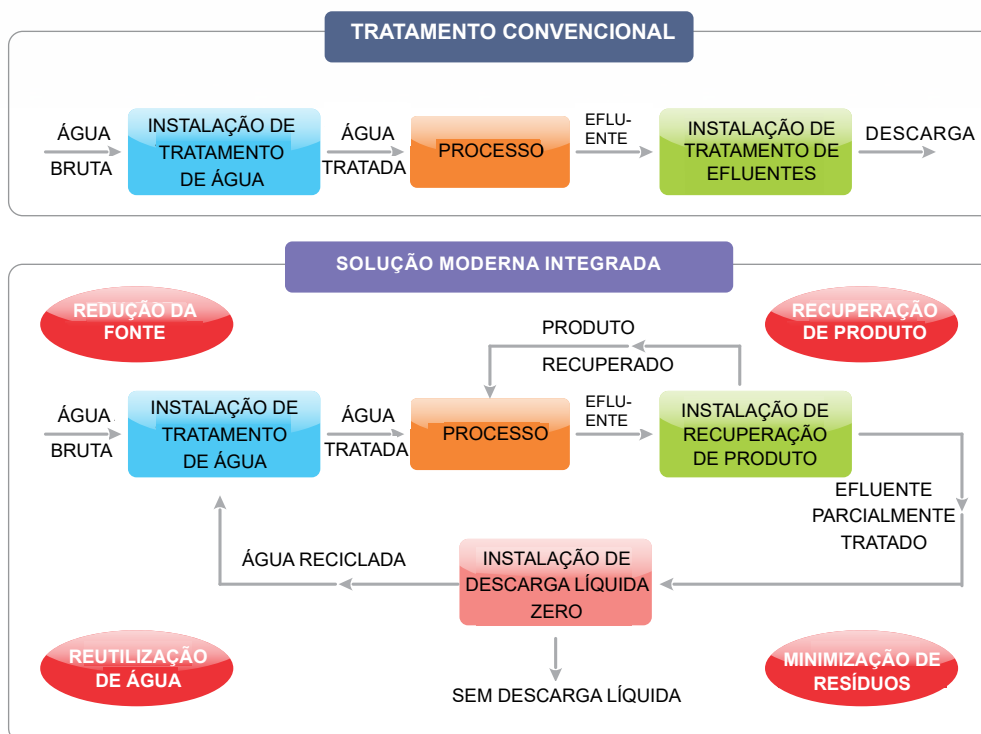 TRATAMENTO CONVENCIONAL
ÁGUA
BRUTA
INSTALAÇÃO DE
TRATAMENTO
DE ÁGUA
ÁGUA
TRATADA
PROCESSO
EFLU-
ENTE
INSTALAÇÃO DE
TRATAMENTO DE
EFLUENTES
DESCARGA
SOLUÇÃO MODERNA INTEGRADA
REDUÇÃO DA
FONTE
RECUPERAÇÃO
DE PRODUTO
PRODUTO
RECUPERADO
ÁGUA
BRUTA
INSTALAÇÃO DE
TRATAMENTO
DE ÁGUA
ÁGUA
TRATADA
PROCESSO
EFLU-
ENTE
INSTALAÇÃO DE
RECUPERAÇÃO
DE PRODUTO
EFLUENTE
PARCIALMENTE
TRATADO
ÁGUA RECICLADA
INSTALAÇÃO DE
DESCARGA LÍQUIDA
ZERO
REUTILIZAÇÃO
DE ÁGUA
SEM DESCARGA LÍQUIDA
MINIMIZAÇÃO DE
RESÍDUOS